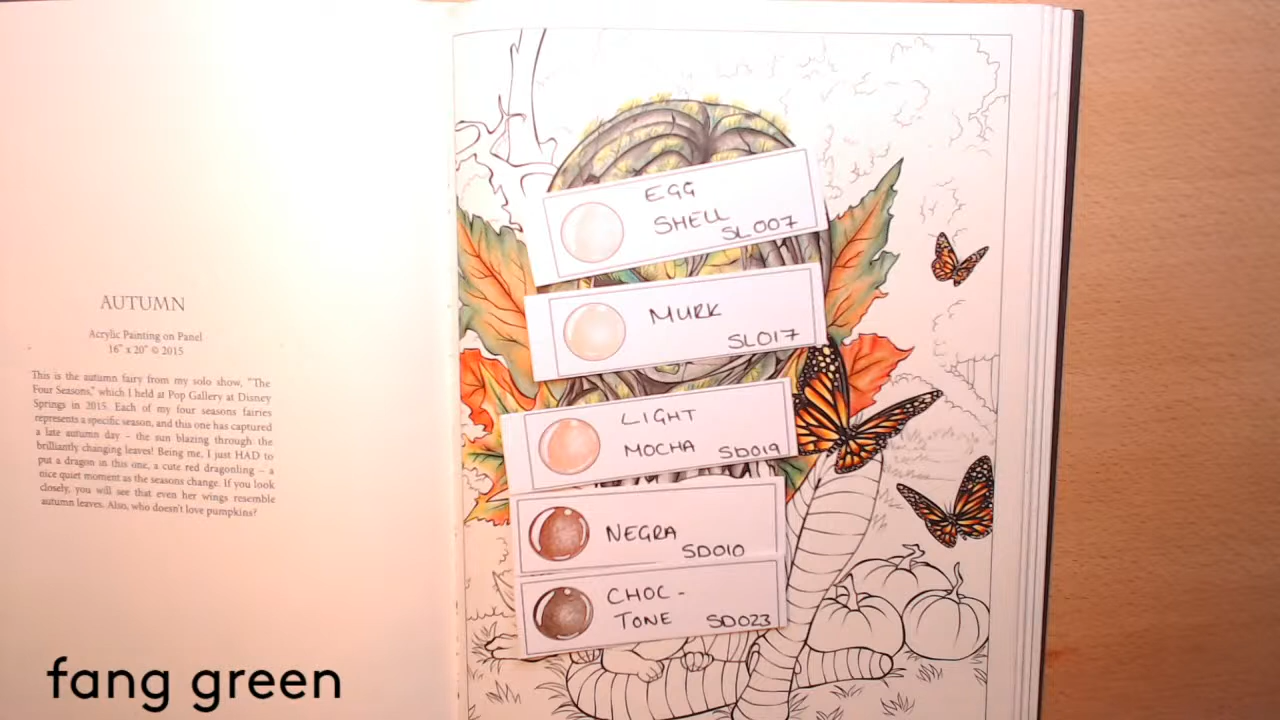 AUTUMN
Acrylic Painting on Panel
16" x 20" © 2015
This is the autumn fairy from my solo show, "The
Four Seasons," which I held at Pop Gallery at Disney
Springs in 2015. Each of my four seasons fairies
represents a specific season, and this one has captured
a late autumn day – the sun blazing through the
brilliantly changing leaves! Being me, I just HAD to
put a dragon in this one, a cute red dragonling – a
nice quiet moment as the seasons change. If you look
closely, you will see that even her wings resemble
autumn leaves. Also, who doesn't love pumpkins?
EGG
SHELL
SL007
MURK
SL017
LIGHT
MOCHA SD019
NEGRA
SD010
CHOC -
TONE SD023
fang green